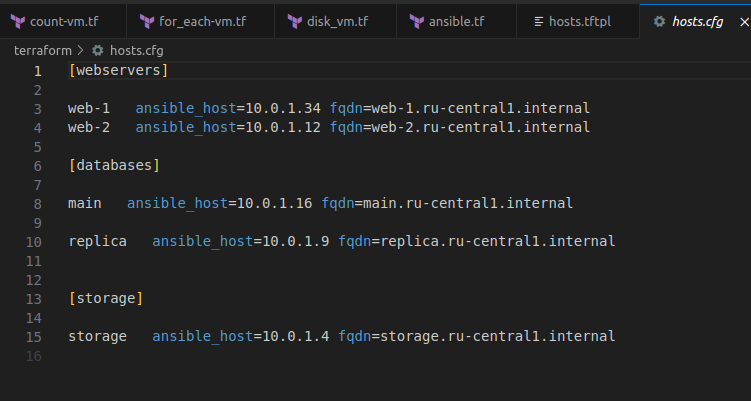 count-vm.tf for_each-vm.tf disk_vm.tf ansible.tf hosts.tftpl hosts.cfg
terraform > hosts.cfg
1 [webservers]
2
3 web-1 ansible_host=10.0.1.34 fqdn=web-1.ru-central1.internal
4 web-2 ansible_host=10.0.1.12 fqdn=web-2.ru-central1.internal
5
6 [databases]
7
8 main ansible_host=10.0.1.16 fqdn=main.ru-central1.internal
9
10 replica ansible_host=10.0.1.9 fqdn=replica.ru-central1.internal
11
12
13 [storage]
14
15 storage ansible_host=10.0.1.4 fqdn=storage.ru-central1.internal
16